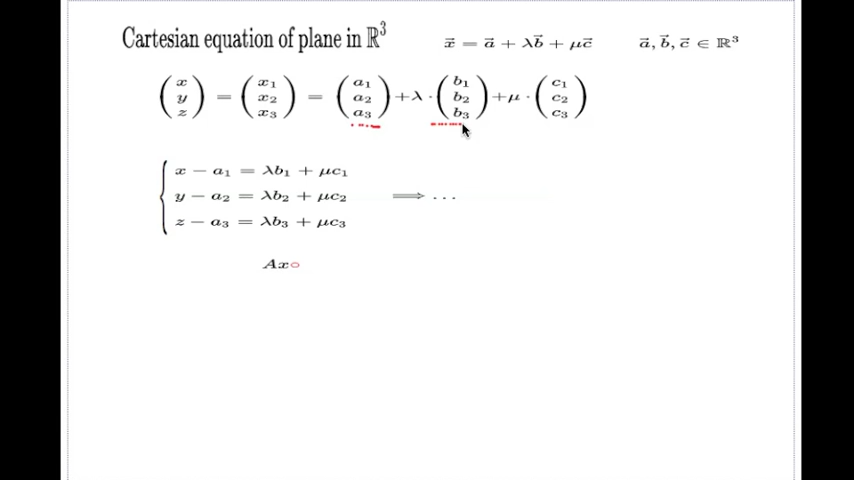 Cartesian equation of plane in ℝ³ x⃗ = a⃗ + λb⃗ + μc⃗ a⃗, b⃗, c⃗ ∈ ℝ³
(x y z) = (x₁ x₂ x₃) = (a₁ a₂ a₃) + λ · (b₁ b₂ b₃) + μ · (c₁ c₂ c₃)
x − a₁ = λb₁ + μc₁
y − a₂ = λb₂ + μc₂ ⟹ ...
z − a₃ = λb₃ + μc₃
Ax